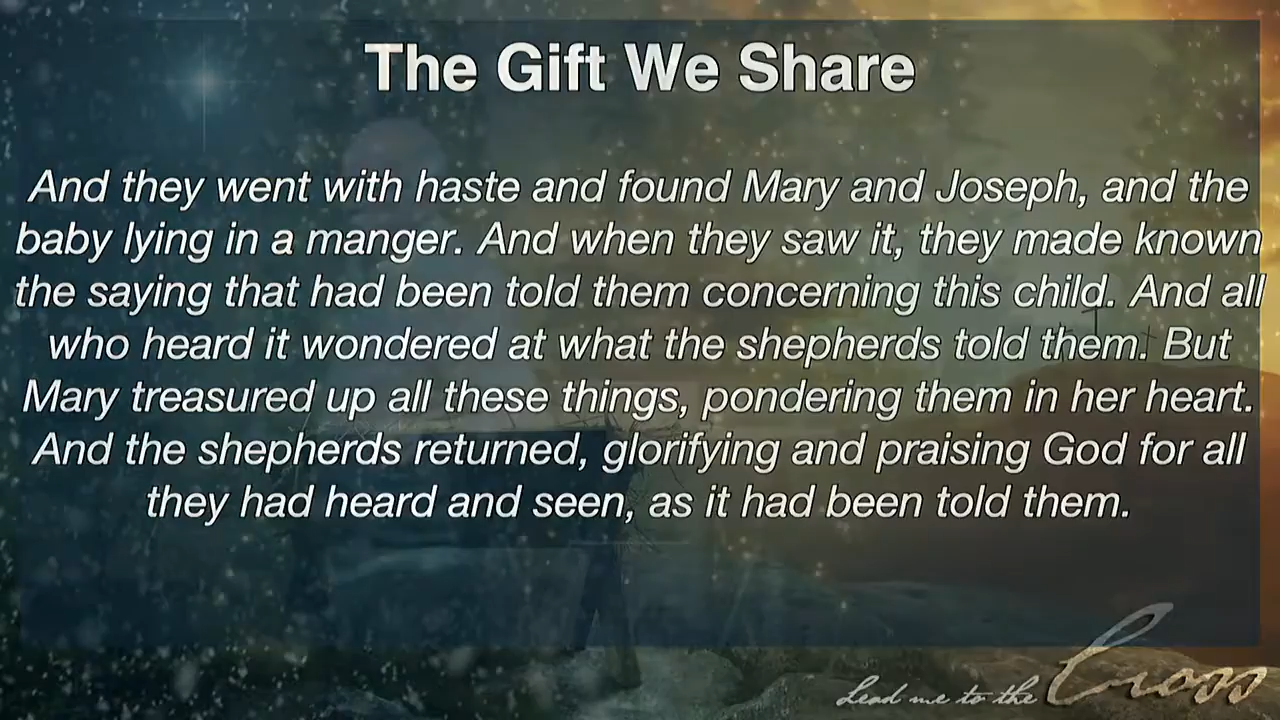 The Gift We Share
And they went with haste and found Mary and Joseph, and the
baby lying in a manger. And when they saw it, they made known
the saying that had been told them concerning this child. And all
who heard it wondered at what the shepherds told them. But
Mary treasured up all these things, pondering them in her heart.
And the shepherds returned, glorifying and praising God for all
they had heard and seen, as it had been told them.
Lead me to the Cross